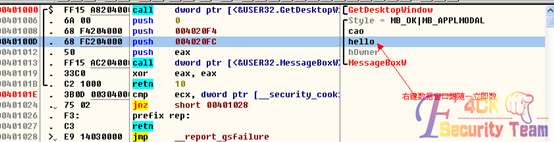 00401000 $ FF15 A8204000 call dword ptr [<&USER32.GetDesktopWindow GetDesktopWindow
00401006 . 6A 00 push 0 Style = MB_OK|MB_APPLMODAL
00401008 . 68 F4204000 push 004020F4 cao
0040100D . 68 FC204000 push 004020FC hello
00401012 . 50 push eax hOwner
00401013 . FF15 AC204000 call dword ptr [<&USER32.MessageBoxW MessageBoxW
00401019 . 33C0 xor eax, eax
0040101B . C2 1000 retn 10
0040101E $ 3B0D 00304000 cmp ecx, dword ptr [__security_cook
00401024 . 75 02 jnz short 00401028
00401026 . F3: prefix rep:
00401027 . C3 retn
00401028 > E9 14030000 jmp __report_gsfailure
右键数据窗口跟随-立即数
F4CK
Security Team